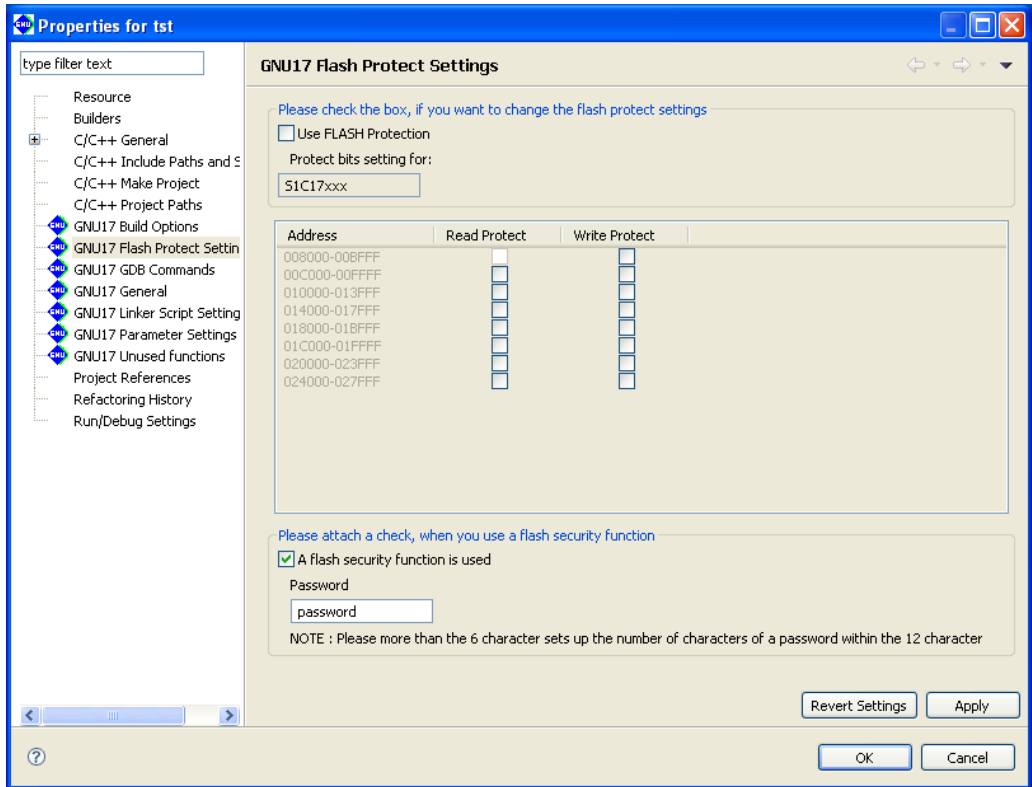 Properties for tst
type filter text
GNU17 Flash Protect Settings
Resource
Builders
C/C++ General
C/C++ Include Paths and S
C/C++ Make Project
C/C++ Project Paths
GNU17 Build Options
GNU17 Flash Protect Settin
GNU17 GDB Commands
GNU17 General
GNU17 Linker Script Setting
GNU17 Parameter Settings
GNU17 Unused functions
Project References
Refactoring History
Run/Debug Settings
Please check the box, if you want to change the flash protect settings
Use FLASH Protection
Protect bits setting for:
S1C17xxx
Address Read Protect Write Protect
008000-00BFFF
00C000-00FFFF
010000-013FFF
014000-017FFF
018000-01BFFF
01C000-01FFFF
020000-023FFF
024000-027FFF
Please attach a check, when you use a flash security function
A flash security function is used
Password
password
NOTE : Please more than the 6 character sets up the number of characters of a password within the 12 character
Revert Settings Apply
OK Cancel